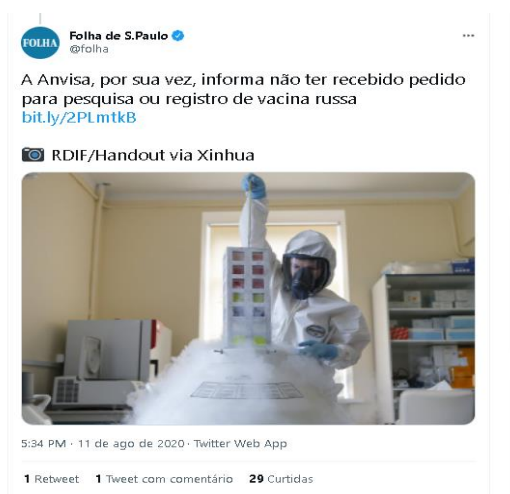 FOLHA
Folha de S.Paulo
@folha
A Anvisa, por sua vez, informa não ter recebido pedido
para pesquisa ou registro de vacina russa
bit.ly/2PLmtkB
RDIF/Handout via Xinhua
5:34 PM · 11 de ago de 2020 · Twitter Web App
1 Retweet 1 Tweet com comentário 29 Curtidas